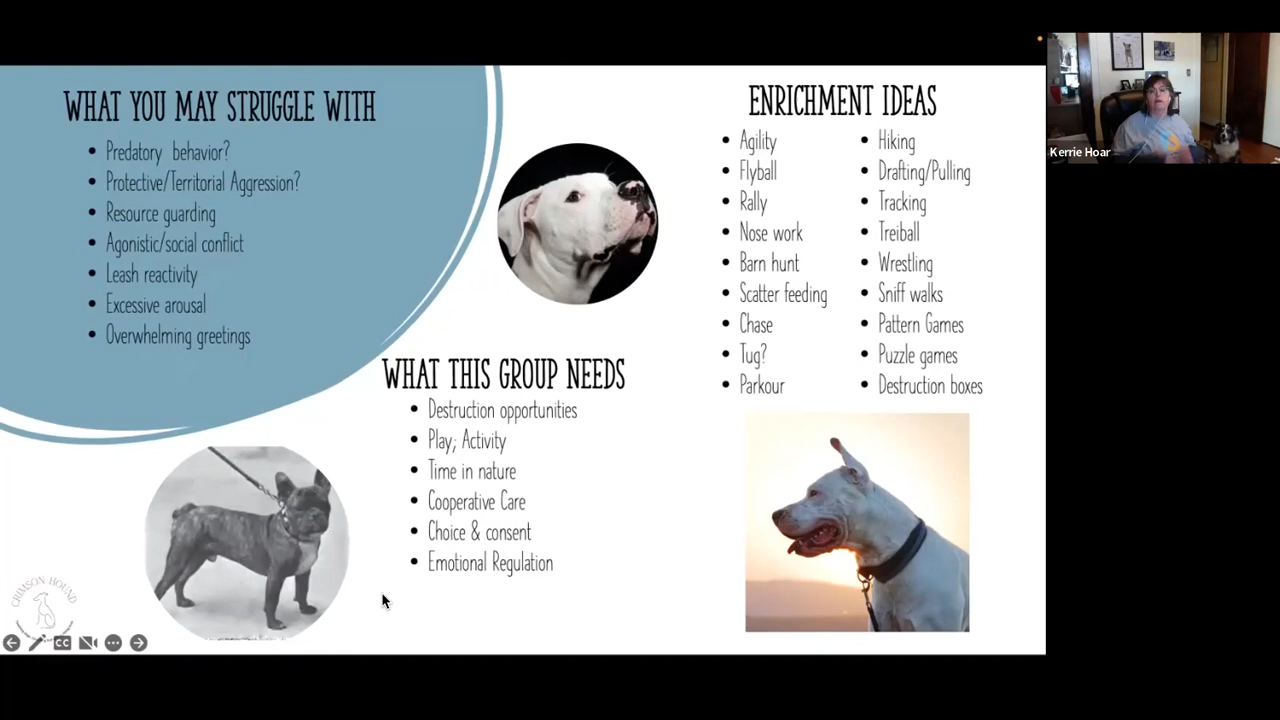 WHAT YOU MAY STRUGGLE WITH
Predatory behavior?
Protective/Territorial Aggression?
Resource guarding
Agonistic/social conflict
Leash reactivity
Excessive arousal
Overwhelming greetings
WHAT THIS GROUP NEEDS
Destruction opportunities
Play; Activity
Time in nature
Cooperative Care
Choice & consent
Emotional Regulation
ENRICHMENT IDEAS
Agility
Flyball
Rally
Nose work
Barn hunt
Scatter feeding
Chase
Tug?
Parkour
Hiking
Drafting/Pulling
Tracking
Treiball
Wrestling
Sniff walks
Pattern Games
Puzzle games
Destruction boxes
Kerrie Hoar
CRIMSON HOUND
CC